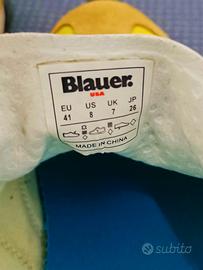 Blauer.
USA
EU US UK JP
41 8 7 26
MADE IN CHINA
subito